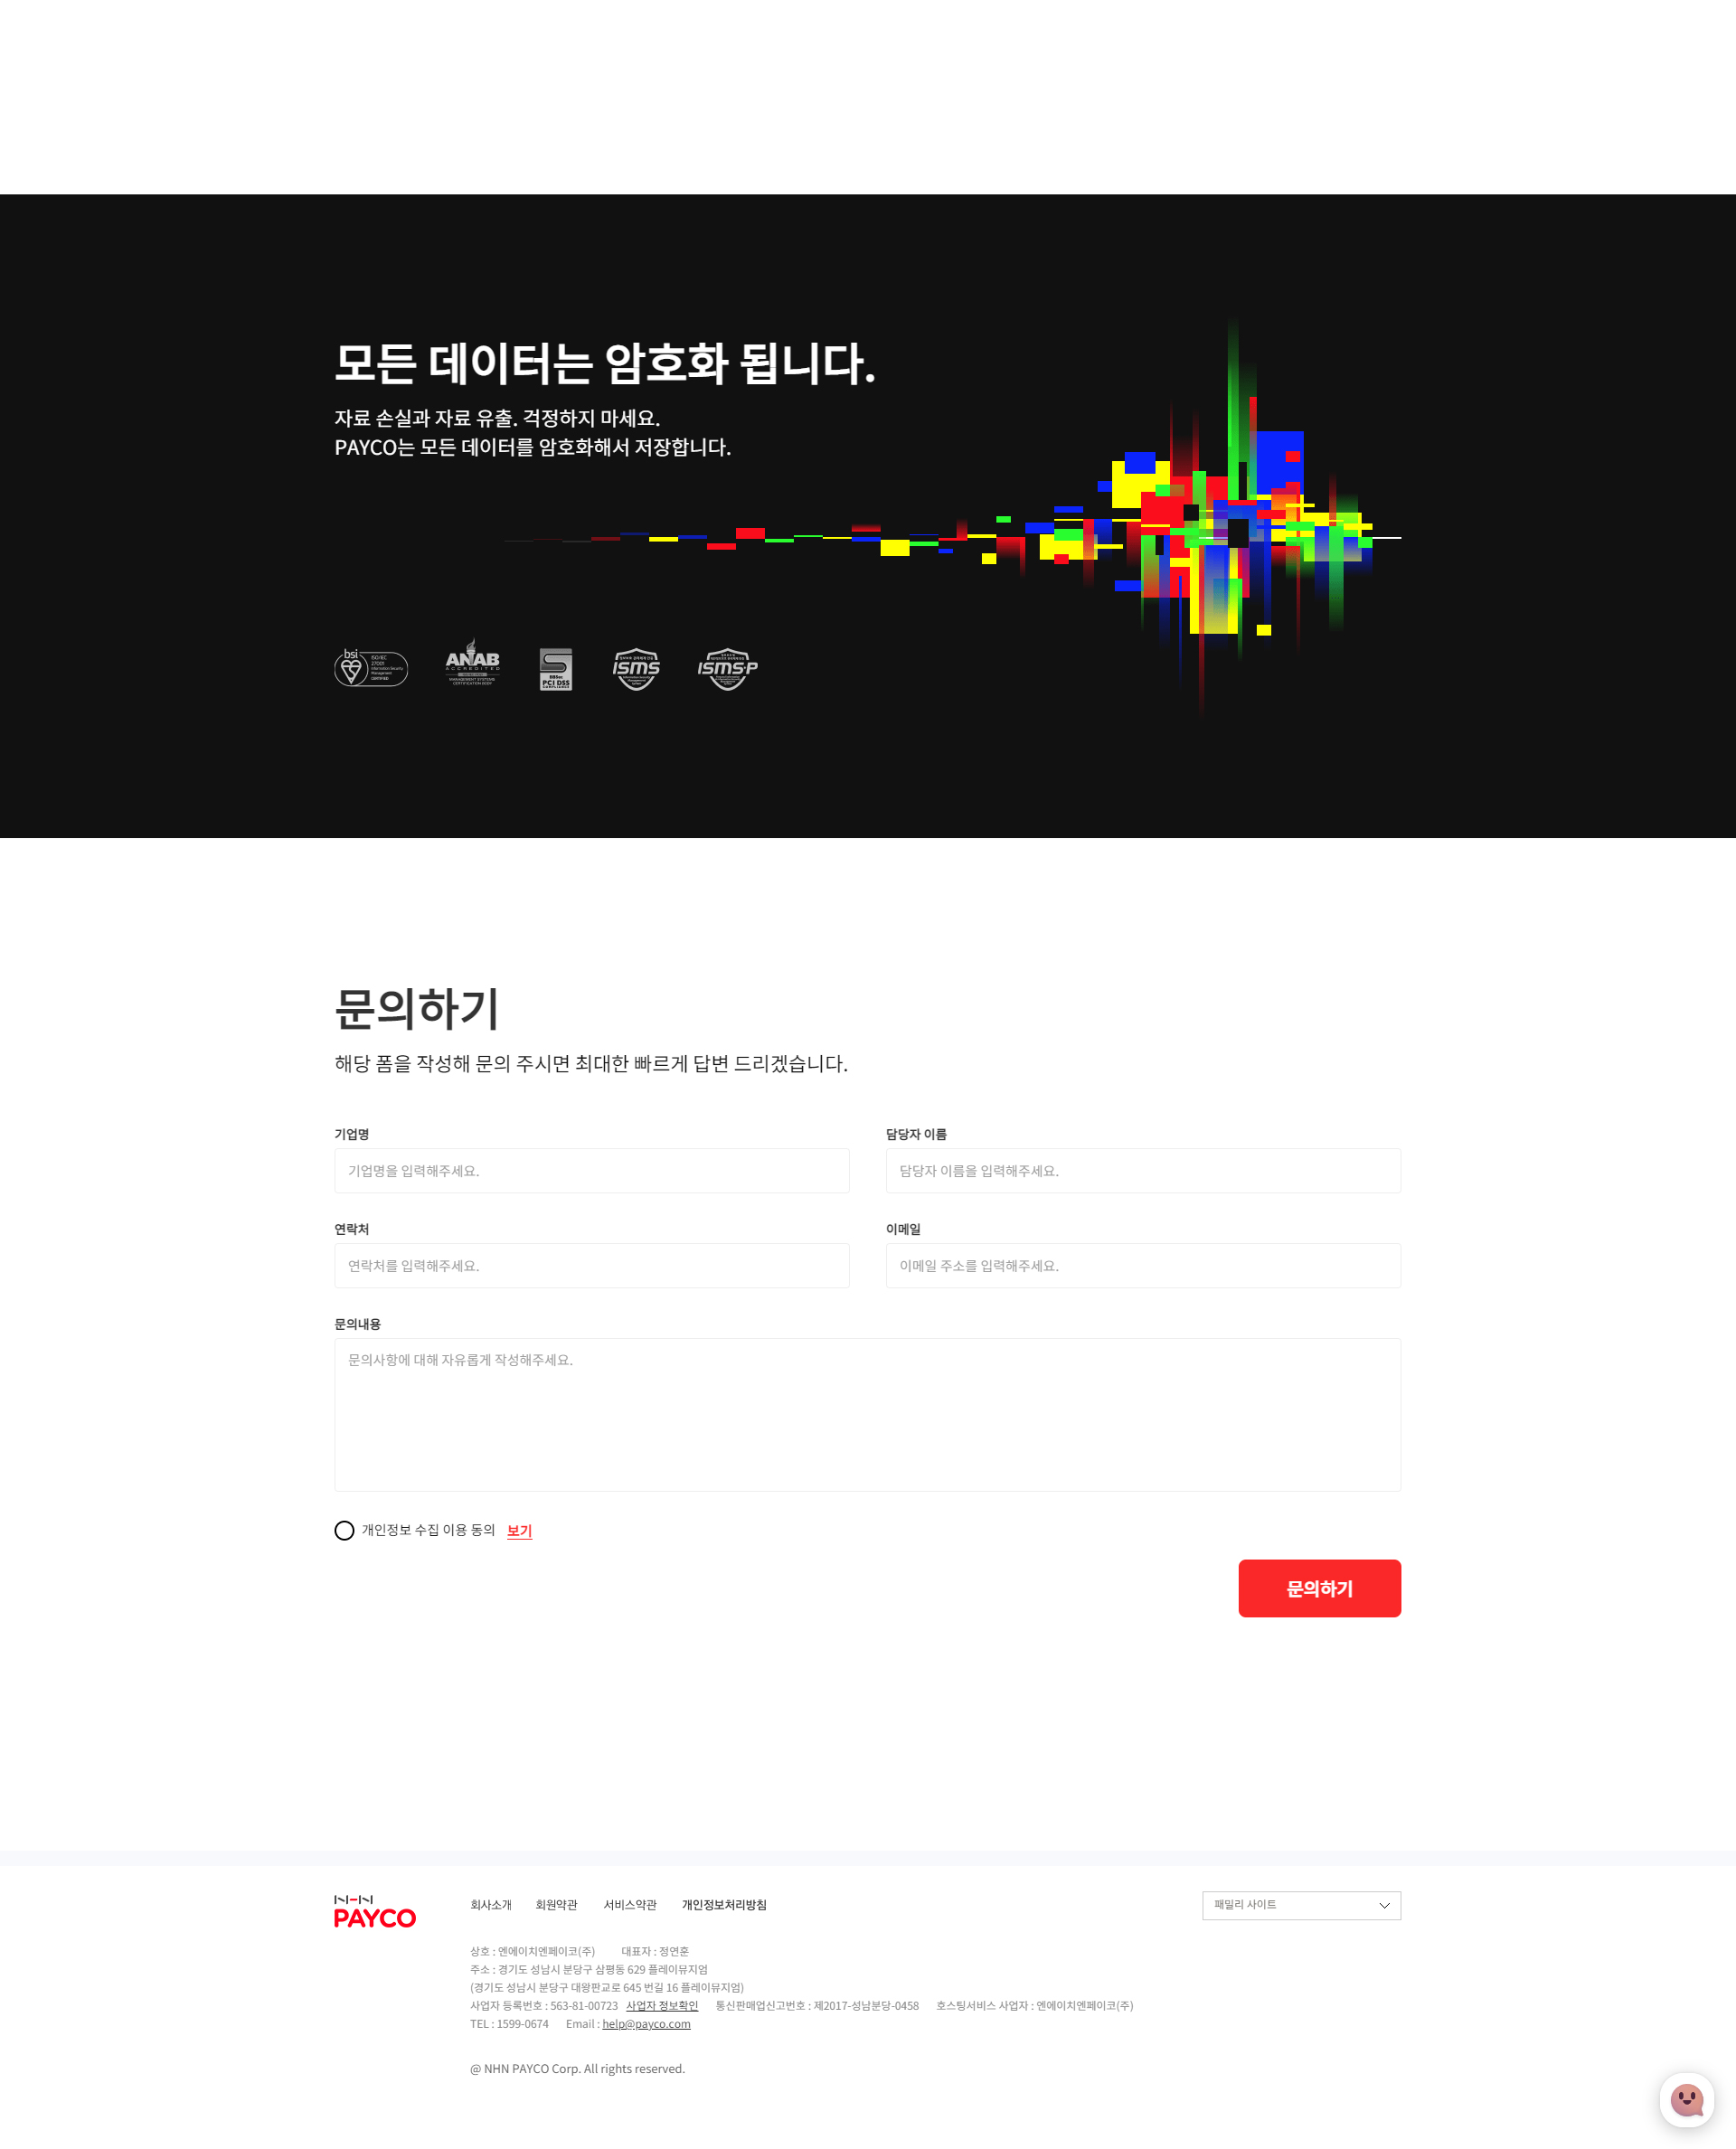 모든 데이터는 암호화 됩니다.
자료 손실과 자료 유출. 걱정하지 마세요.
PAYCO는 모든 데이터를 암호화해서 저장합니다.
bsi
ISO/IEC
27001
Information Security
Management
CERTIFIED
ANAB
ACCREDITED
MANAGEMENT SYSTEMS
CERTIFICATION BODY
PCI DSS
COMPLIANCE
ISMS
ISMS-P
문의하기
해당 폼을 작성해 문의 주시면 최대한 빠르게 답변 드리겠습니다.
기업명
담당자 이름
기업명을 입력해주세요.
담당자 이름을 입력해주세요.
연락처
이메일
연락처를 입력해주세요.
이메일 주소를 입력해주세요.
문의내용
문의사항에 대해 자유롭게 작성해주세요.
개인정보 수집 이용 동의 보기
문의하기
NHN
PAYCO
회사소개 회원약관 서비스약관 개인정보처리방침
패밀리 사이트
상호 : 엔에이치엔페이코(주) 대표자 : 정연훈
주소 : 경기도 성남시 분당구 삼평동 629 플레이뮤지엄
(경기도 성남시 분당구 대왕판교로 645 번길 16 플레이뮤지엄)
사업자 등록번호 : 563-81-00723 사업자 정보확인 통신판매업신고번호 : 제2017-성남분당-0458 호스팅서비스 사업자 : 엔에이치엔페이코(주)
TEL : 1599-0674 Email : help@payco.com
@ NHN PAYCO Corp. All rights reserved.